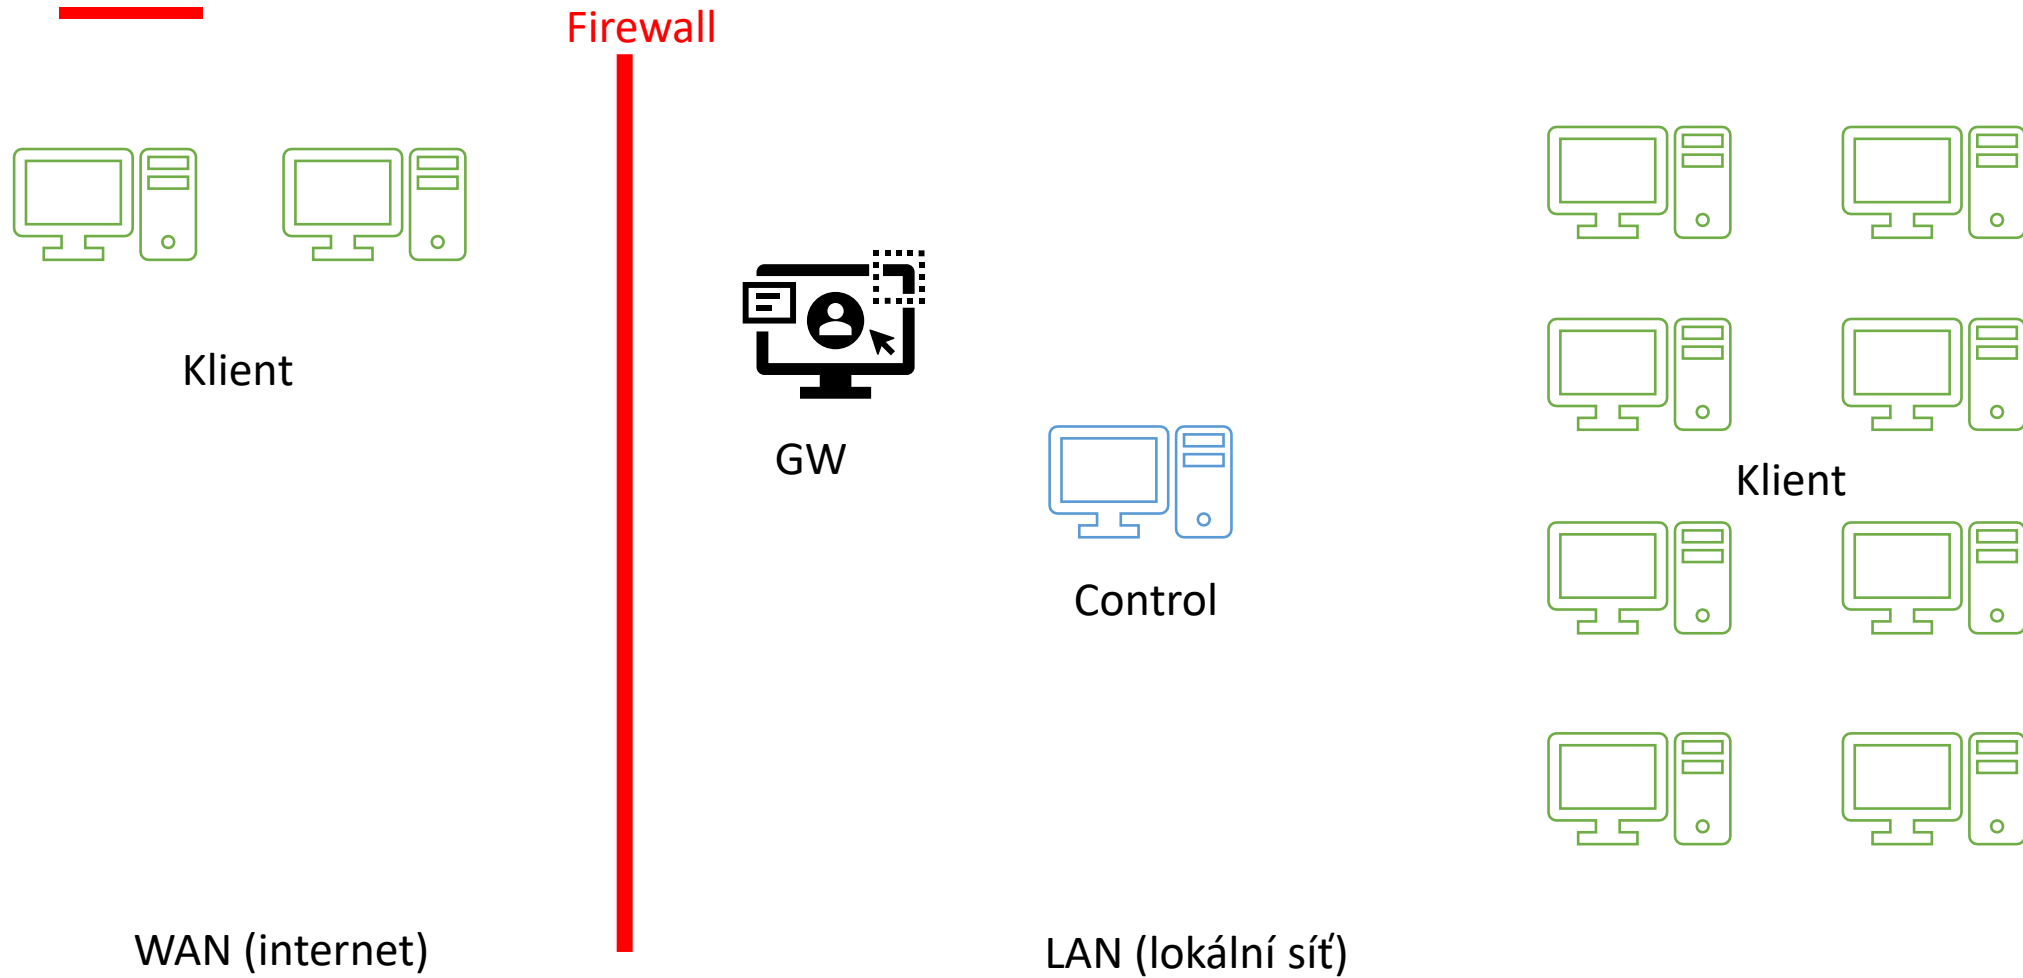 Firewall
Klient
GW
Klient
Control
WAN (internet)
LAN (lokální síť)